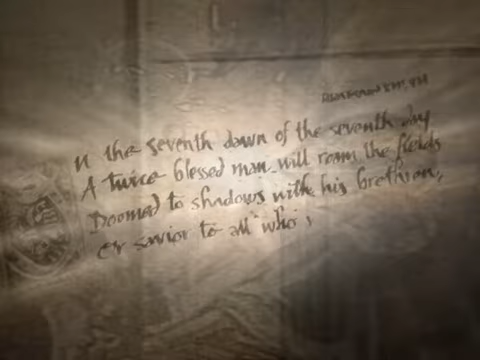 n the seventh dawn of the seventh day
A twice blessed man will roam the fields
Doomed to shadows with his brethren,
er savior to all who